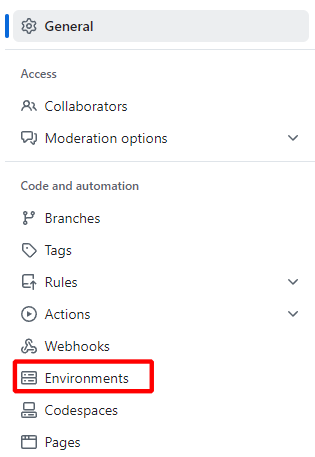 General
Access
Collaborators
Moderation options
Code and automation
Branches
Tags
Rules
Actions
Webhooks
Environments
Codespaces
Pages